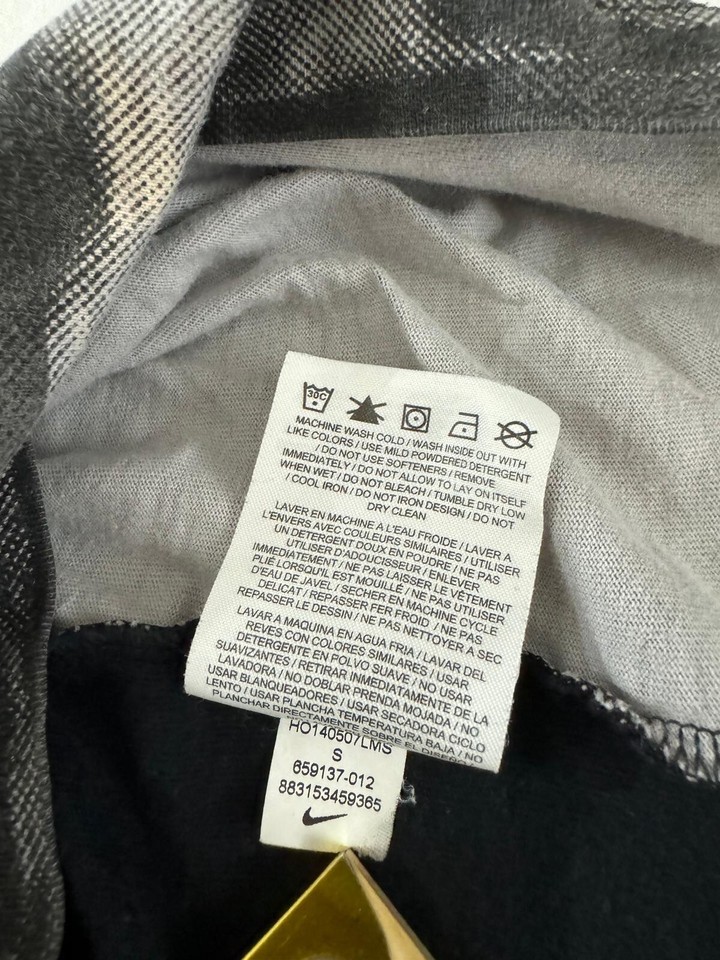 30C
MACHINE WASH COLD / WASH INSIDE OUT WITH
LIKE COLORS / USE MILD POWDERED DETERGENT
/ DO NOT USE SOFTENERS / REMOVE
IMMEDIATELY / DO NOT ALLOW TO LAY ON ITSELF
WHEN WET / DO NOT BLEACH / TUMBLE DRY LOW
/ COOL IRON / DO NOT IRON DESIGN / DO NOT
DRY CLEAN
LAVER EN MACHINE A L'EAU FROIDE / LAVER A
L'ENVERS AVEC COULEURS SIMILAIRES / UTILISER
UN DETERGENT DOUX EN POUDRE / NE PAS
UTILISER D'ADOUCISSEUR / ENLEVER
IMMEDIATEMENT / NE PAS LAISSER LE VÊTEMENT
PLIÉ LORSQU'IL EST MOUILLÉ / NE PAS UTILISER
D'EAU DE JAVEL / SECHER EN MACHINE CYCLE
DELICAT / REPASSER FER FROID / NE PAS
REPASSER LE DESSIN / NE PAS NETTOYER A SEC
LAVAR A MAQUINA EN AGUA FRIA / LAVAR DEL
REVES CON COLORES SIMILARES / USAR
DETERGENTE EN POLVO SUAVE / NO USAR
SUAVIZANTES / RETIRAR INMEDIATAMENTE DE LA
LAVADORA / NO DOBLAR PRENDA MOJADA / NO
USAR BLANQUEADORES / USAR SECADORA CICLO
LENTO / USAR PLANCHA TEMPERATURA BAJA / NO
PLANCHAR DIRECTAMENTE SOBRE EL DISEÑO
HO140507LMS
S
659137-012
883153459365